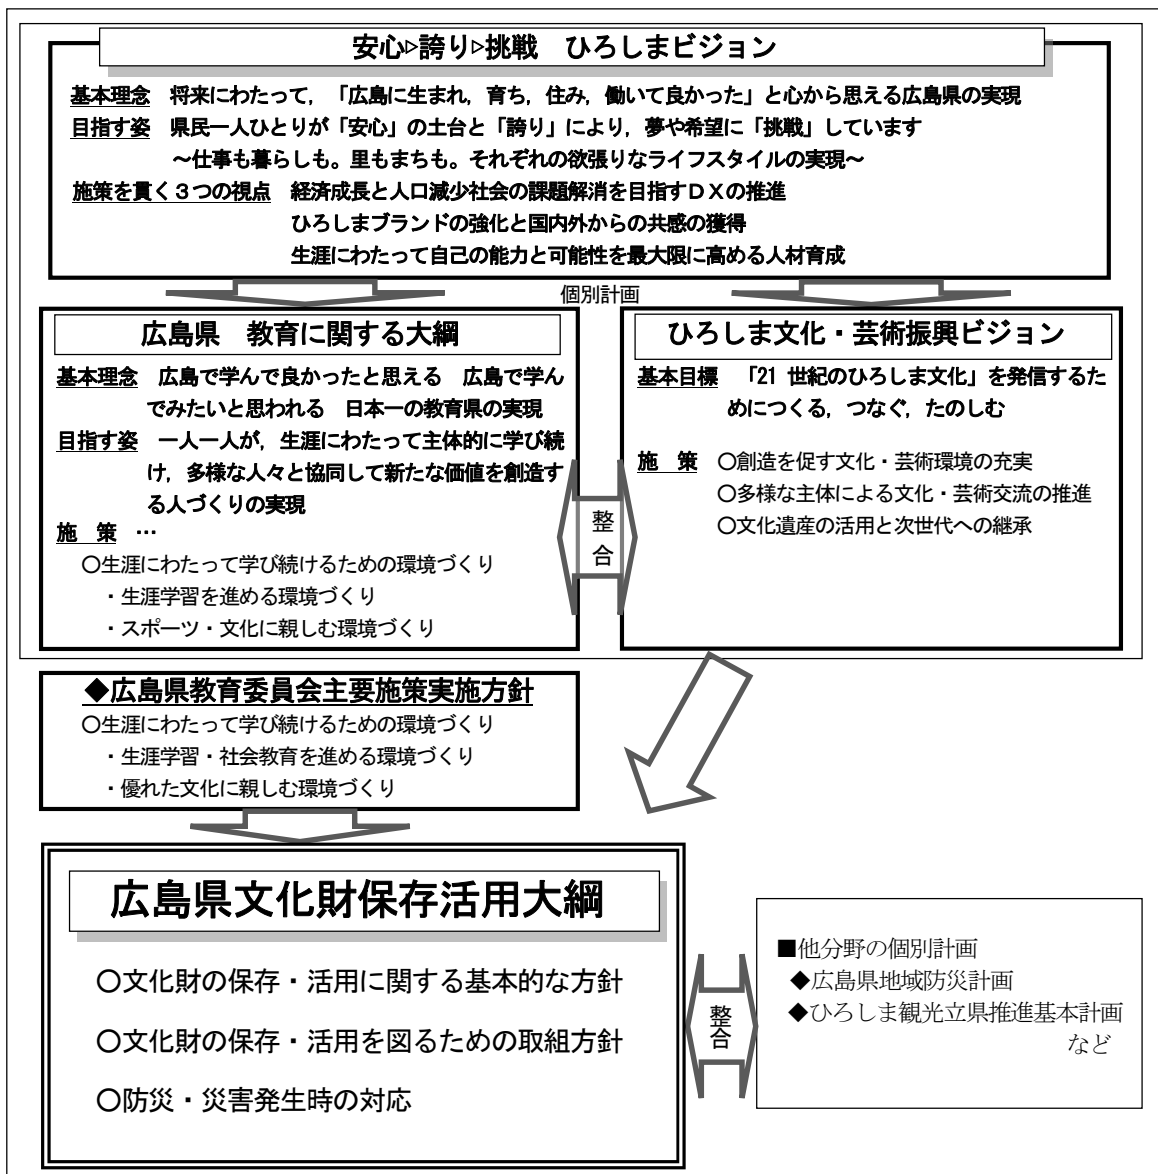 安心▷誇り▷挑戦　ひろしまビジョン
基本理念　将来にわたって，「広島に生まれ，育ち，住み，働いて良かった」と心から思える広島県の実現
目指す姿　県民一人ひとりが「安心」の土台と「誇り」により，夢や希望に「挑戦」しています
～仕事も暮らしも。里もまちも。それぞれの欲張りなライフスタイルの実現～
施策を貫く３つの視点　経済成長と人口減少社会の課題解消を目指すＤＸの推進
ひろしまブランドの強化と国内外からの共感の獲得
生涯にわたって自己の能力と可能性を最大限に高める人材育成
個別計画
広島県　教育に関する大綱
基本理念　広島で学んで良かったと思える　広島で学ん
でみたいと思われる　日本一の教育県の実現
目指す姿　一人一人が，生涯にわたって主体的に学び続
け，多様な人々と協同して新たな価値を創造す
る人づくりの実現
施　策　…
○生涯にわたって学び続けるための環境づくり
・生涯学習を進める環境づくり
・スポーツ・文化に親しむ環境づくり
整
合
ひろしま文化・芸術振興ビジョン
基本目標　「21 世紀のひろしま文化」を発信するた
めにつくる，つなぐ，たのしむ
施　策　○創造を促す文化・芸術環境の充実
○多様な主体による文化・芸術交流の推進
○文化遺産の活用と次世代への継承
◆広島県教育委員会主要施策実施方針
○生涯にわたって学び続けるための環境づくり
・生涯学習・社会教育を進める環境づくり
・優れた文化に親しむ環境づくり
広島県文化財保存活用大綱
○文化財の保存・活用に関する基本的な方針
○文化財の保存・活用を図るための取組方針
○防災・災害発生時の対応
整
合
■他分野の個別計画
◆広島県地域防災計画
◆ひろしま観光立県推進基本計画
など